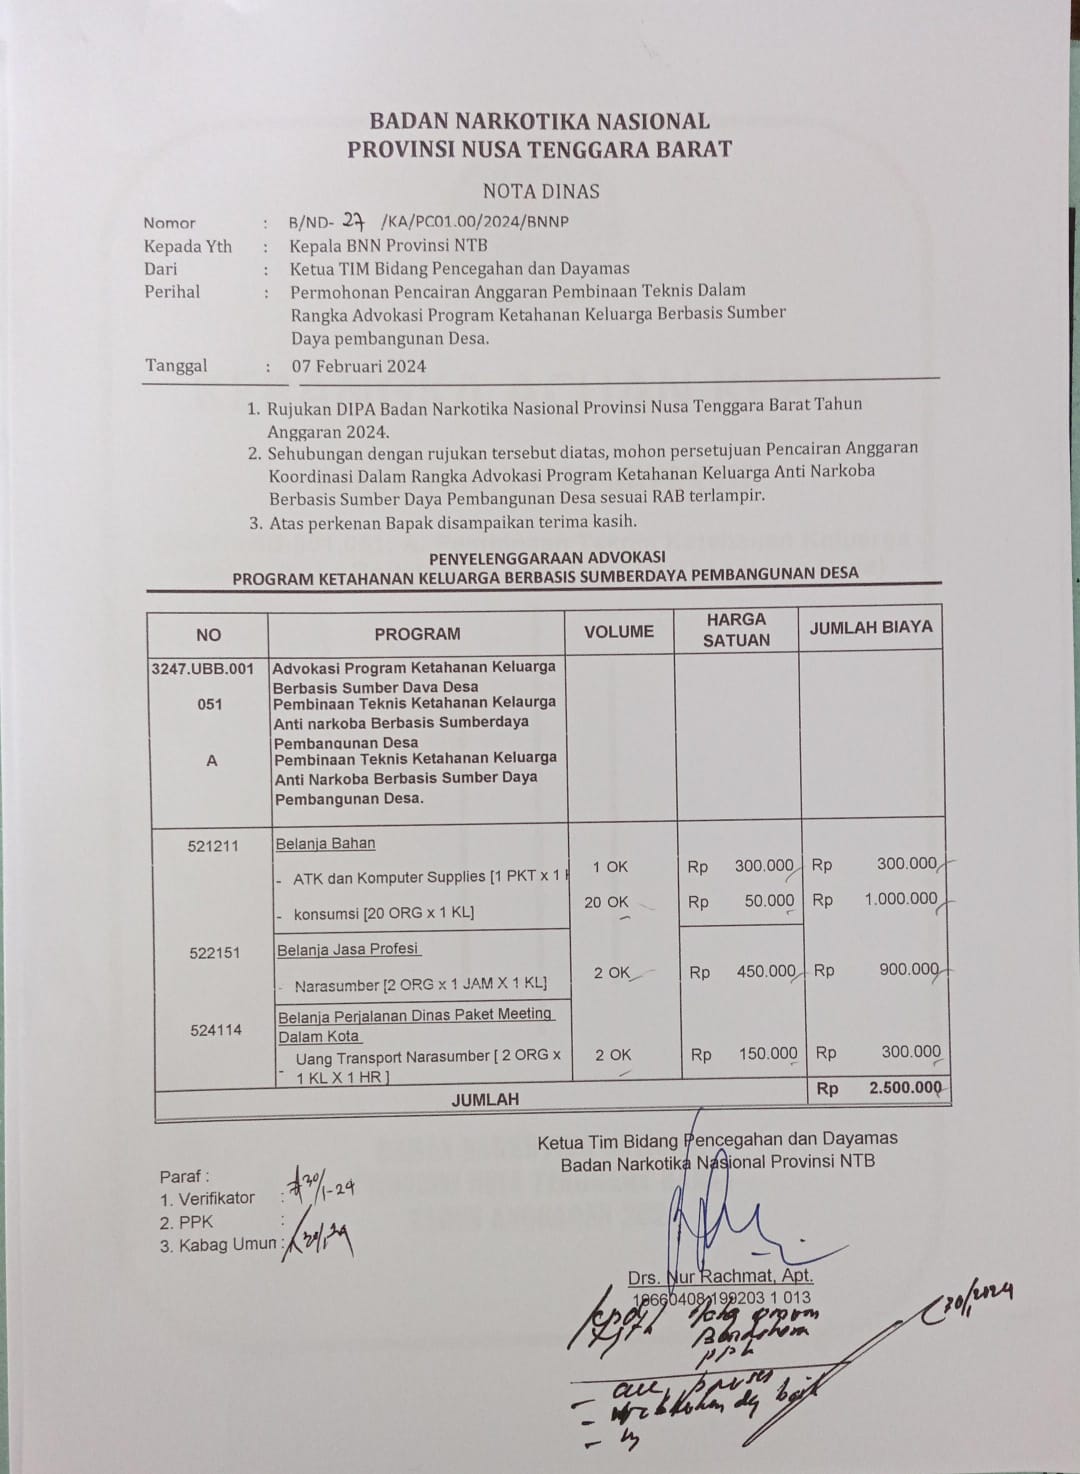 BADAN NARKOTIKA NASIONAL
PROVINSI NUSA TENGGARA BARAT
NOTA DINAS
Nomor : B/ND- 27 /KA/PC01.00/2024/BNNP
Kepada Yth : Kepala BNN Provinsi NTB
Dari : Ketua TIM Bidang Pencegahan dan Dayamas
Perihal : Permohonan Pencairan Anggaran Pembinaan Teknis Dalam
Rangka Advokasi Program Ketahanan Keluarga Berbasis Sumber
Daya pembangunan Desa.
Tanggal : 07 Februari 2024
1. Rujukan DIPA Badan Narkotika Nasional Provinsi Nusa Tenggara Barat Tahun
Anggaran 2024.
2. Sehubungan dengan rujukan tersebut diatas, mohon persetujuan Pencairan Anggaran
Koordinasi Dalam Rangka Advokasi Program Ketahanan Keluarga Anti Narkoba
Berbasis Sumber Daya Pembangunan Desa sesuai RAB terlampir.
3. Atas perkenan Bapak disampaikan terima kasih.
PENYELENGGARAAN ADVOKASI
PROGRAM KETAHANAN KELUARGA BERBASIS SUMBERDAYA PEMBANGUNAN DESA
NO PROGRAM VOLUME HARGA SATUAN JUMLAH BIAYA
3247.UBB.001 Advokasi Program Ketahanan Keluarga
Berbasis Sumber Daya Desa
051 Pembinaan Teknis Ketahanan Kelaurga
Anti narkoba Berbasis Sumberdaya
Pembangunan Desa
A Pembinaan Teknis Ketahanan Keluarga
Anti Narkoba Berbasis Sumber Daya
Pembangunan Desa.
521211 Belanja Bahan
- ATK dan Komputer Supplies [1 PKT x 1 1 OK Rp 300.000 Rp 300.000
- konsumsi [20 ORG x 1 KL] 20 OK Rp 50.000 Rp 1.000.000
522151 Belanja Jasa Profesi
- Narasumber [2 ORG x 1 JAM X 1 KL] 2 OK Rp 450.000 Rp 900.000
524114 Belanja Perjalanan Dinas Paket Meeting
Dalam Kota
- Uang Transport Narasumber [ 2 ORG x 2 OK Rp 150.000 Rp 300.000
1 KL X 1 HR ]
JUMLAH Rp 2.500.000
Ketua Tim Bidang Pencegahan dan Dayamas
Badan Narkotika Nasional Provinsi NTB
Paraf :
1. Verifikator : 30/1-24
2. PPK :
3. Kabag Umun : 30/1 24
Drs. Nur Rachmat, Apt.
19660408 199203 1 013
30/1 2024
ppk
- acc, proses